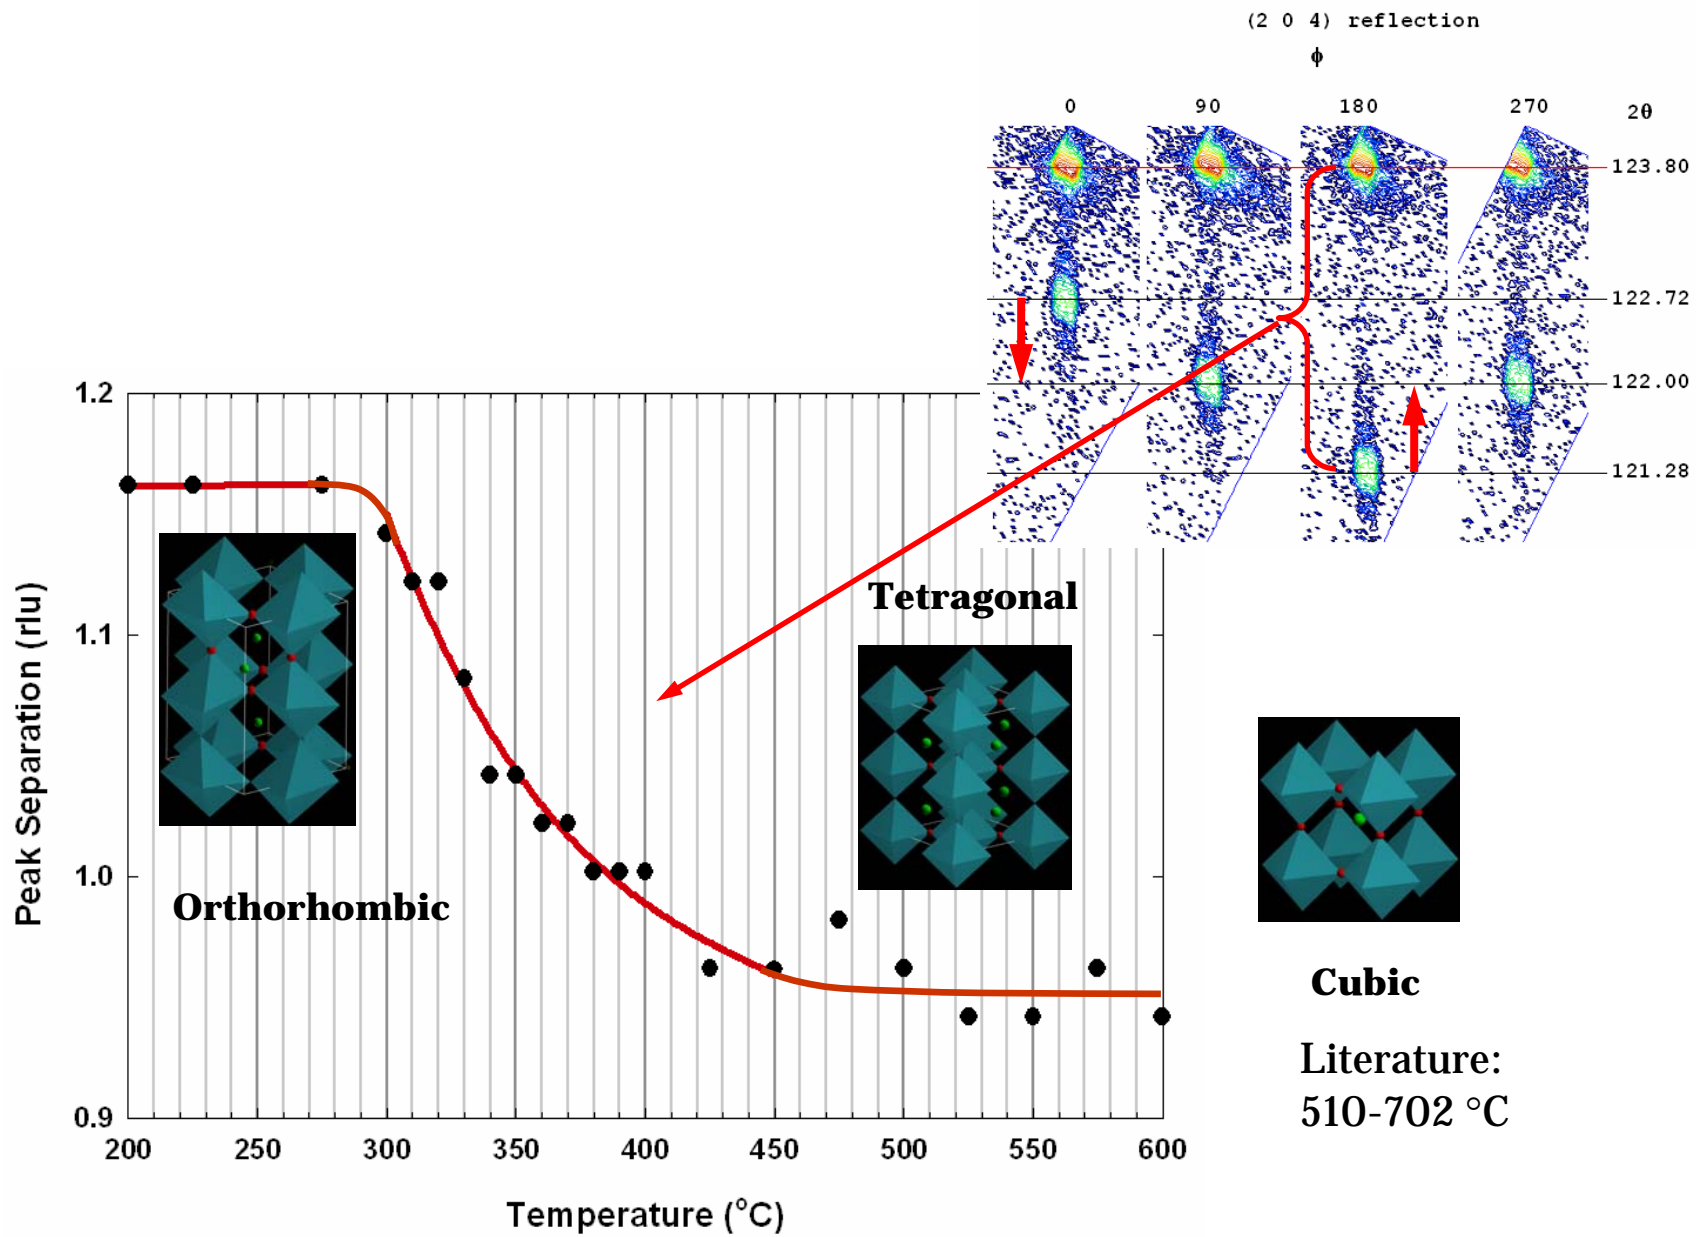 (2 0 4) reflection
ϕ
0 90 180 270 2θ
123.80
122.72
122.00
121.28
1.2
1.1
1.0
0.9
Peak Separation (rlu)
Orthorhombic
Tetragonal
Cubic
Literature:
510-702 °C
200 250 300 350 400 450 500 550 600
Temperature (°C)